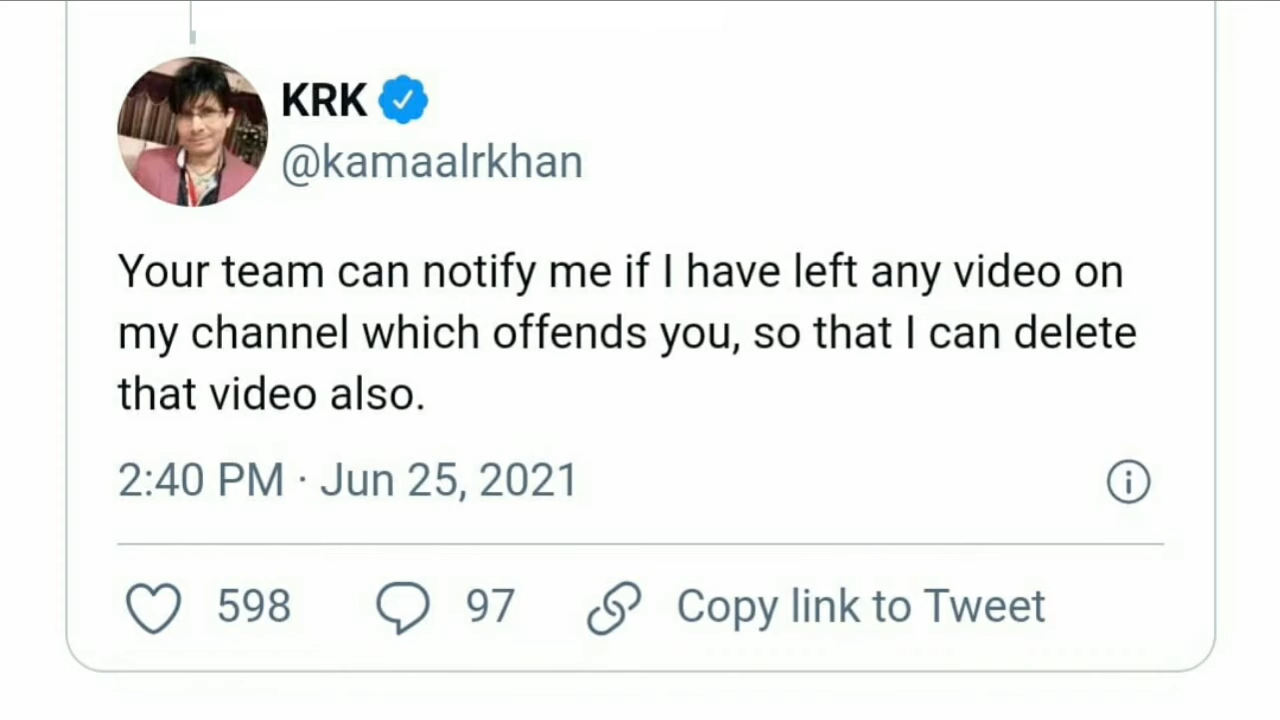 KRK
@kamaalrkhan
Your team can notify me if I have left any video on
my channel which offends you, so that I can delete
that video also.
2:40 PM · Jun 25, 2021
598 97 Copy link to Tweet